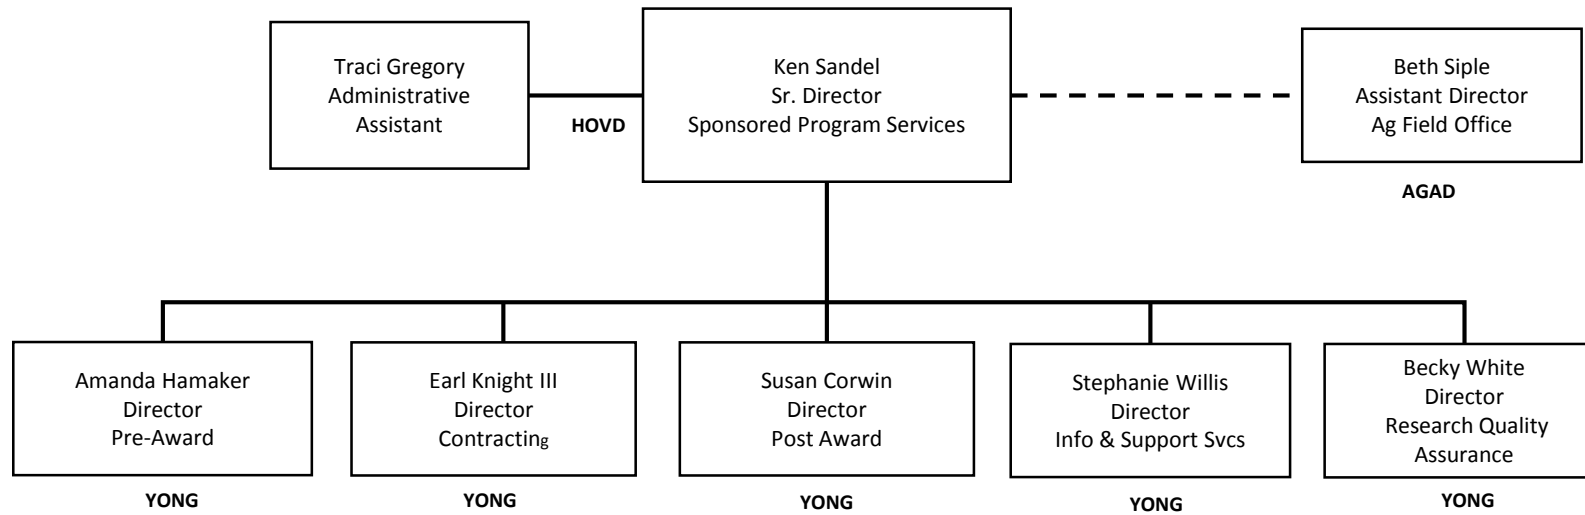 Traci Gregory
Administrative
Assistant
HOVD
Ken Sandel
Sr. Director
Sponsored Program Services
Beth Siple
Assistant Director
Ag Field Office
AGAD
Amanda Hamaker
Director
Pre-Award
YONG
Earl Knight III
Director
Contracting
YONG
Susan Corwin
Director
Post Award
YONG
Stephanie Willis
Director
Info & Support Svcs
YONG
Becky White
Director
Research Quality
Assurance
YONG